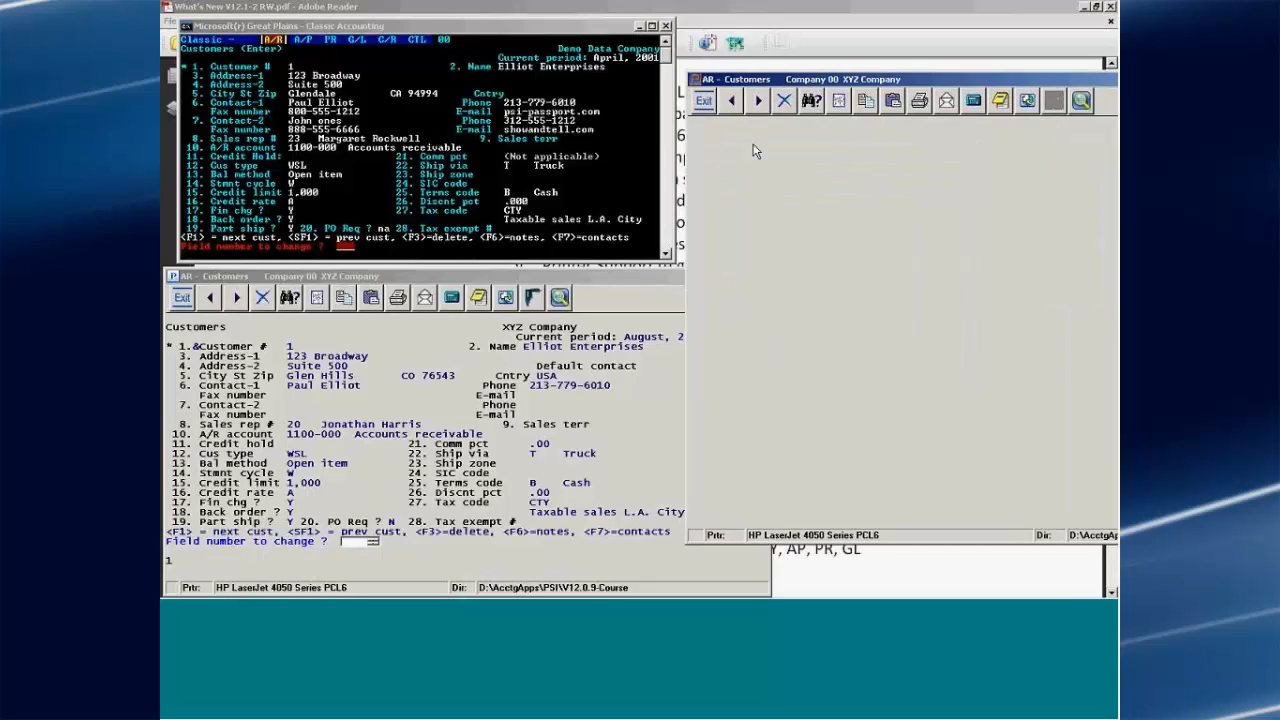 What's New V12.1-2 RW.pdf - Adobe Reader
Microsoft(r) Great Plains - Classic Accounting
Classic - |A/R| A/P PR G/L C/R CTL 00
Customers (Enter) Demo Data Company
Current period: April, 2001
* 1. Customer # 1 2. Name Elliot Enterprises
3. Address-1 123 Broadway
4. Address-2 Suite 500
5. City St Zip Glendale CA 94994 Cntry
6. Contact-1 Paul Elliot Phone 213-779-6010
Fax number 800-555-1212 E-mail psi-passport.com
7. Contact-2 John ones Phone 312-555-1212
Fax number 888-555-6666 E-mail showandtell.com
8. Sales rep # 23 Margaret Rockwell 9. Sales terr
10. A/R account 1100-000 Accounts receivable
11. Credit Hold: 21. Comm pct (Not applicable)
12. Cus type WSL 22. Ship via T Truck
13. Bal method Open item 23. Ship zone
14. Stmnt cycle W 24. SIC code
15. Credit limit 1,000 25. Terms code B Cash
16. Credit rate A 26. Discnt pct .000
17. Fin chg ? Y 27. Tax code CTY
18. Back order ? Y Taxable sales L.A. City
19. Part ship ? Y 20. PO Req ? na 28. Tax exempt #
<F1> = next cust, <SF1> = prev cust, <F3>=delete, <F6>=notes, <F7>=contacts
Field number to change ?
AR - Customers Company 00 XYZ Company
Exit
Prtr: HP LaserJet 4050 Series PCL6 Dir: D:\AcctgAp
Y, AP, PR, GL
AR - Customers Company 00 XYZ Company
Exit
Customers XYZ Company
Current period: August, 2
* 1.&Customer # 1 2. Name Elliot Enterprises
3. Address-1 123 Broadway
4. Address-2 Suite 500 Default contact
5. City St Zip Glen Hills CO 76543 Cntry USA
6. Contact-1 Paul Elliot Phone 213-779-6010
Fax number E-mail
7. Contact-2 Phone
Fax number E-mail
8. Sales rep # 20 Jonathan Harris 9. Sales terr
10. A/R account 1100-000 Accounts receivable
11. Credit hold 21. Comm pct .00
12. Cus type WSL 22. Ship via T Truck
13. Bal method Open item 23. Ship zone
14. Stmnt cycle W 24. SIC code
15. Credit limit 1,000 25. Terms code B Cash
16. Credit rate A 26. Discnt pct .00
17. Fin chg ? Y 27. Tax code CTY
18. Back order ? Y Taxable sales L.A. City
19. Part ship ? Y 20. PO Req ? N 28. Tax exempt #
<F1> = next cust, <SF1> = prev cust, <F3>=delete, <F6>=notes, <F7>=contacts
Field number to change ?
1
Prtr: HP LaserJet 4050 Series PCL6 Dir: D:\AcctgApps\PSI\V12.0.9-Course